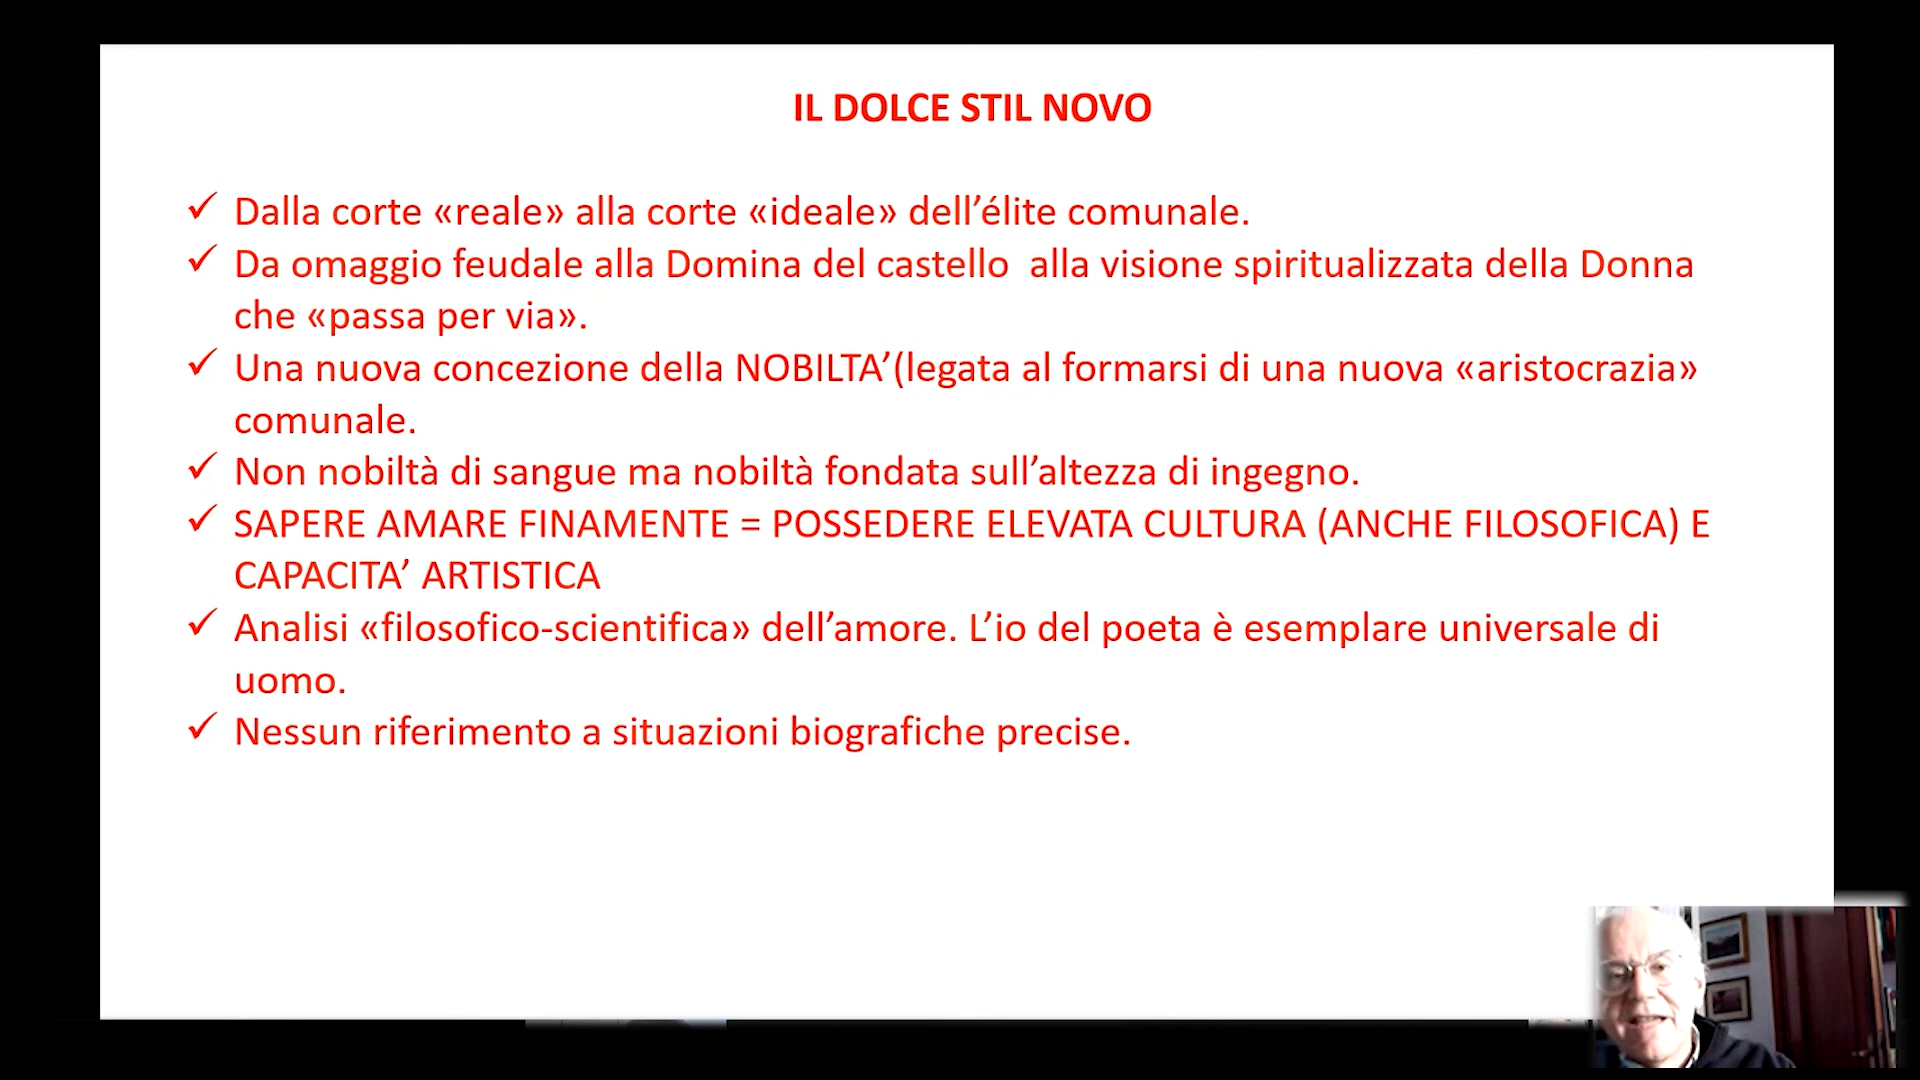 IL DOLCE STIL NOVO
✓ Dalla corte «reale» alla corte «ideale» dell’élite comunale.
✓ Da omaggio feudale alla Domina del castello  alla visione spiritualizzata della Donna
che «passa per via».
✓ Una nuova concezione della NOBILTA’(legata al formarsi di una nuova «aristocrazia»
comunale.
✓ Non nobiltà di sangue ma nobiltà fondata sull’altezza di ingegno.
✓ SAPERE AMARE FINAMENTE = POSSEDERE ELEVATA CULTURA (ANCHE FILOSOFICA) E
CAPACITA’ ARTISTICA
✓ Analisi «filosofico-scientifica» dell’amore. L’io del poeta è esemplare universale di
uomo.
✓ Nessun riferimento a situazioni biografiche precise.